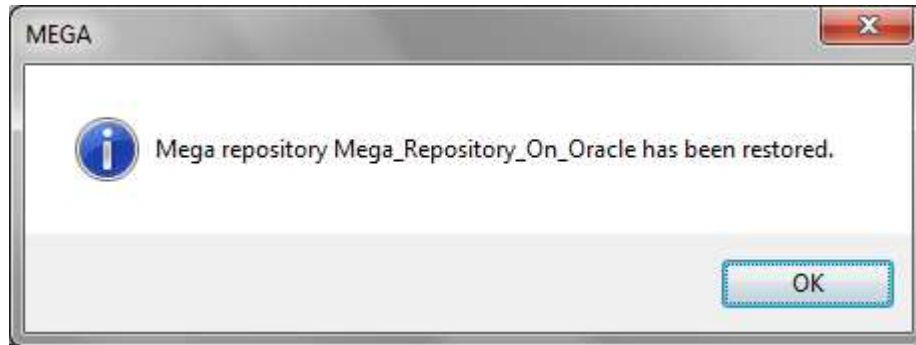 MEGA
Mega repository Mega_Repository_On_Oracle has been restored.
OK